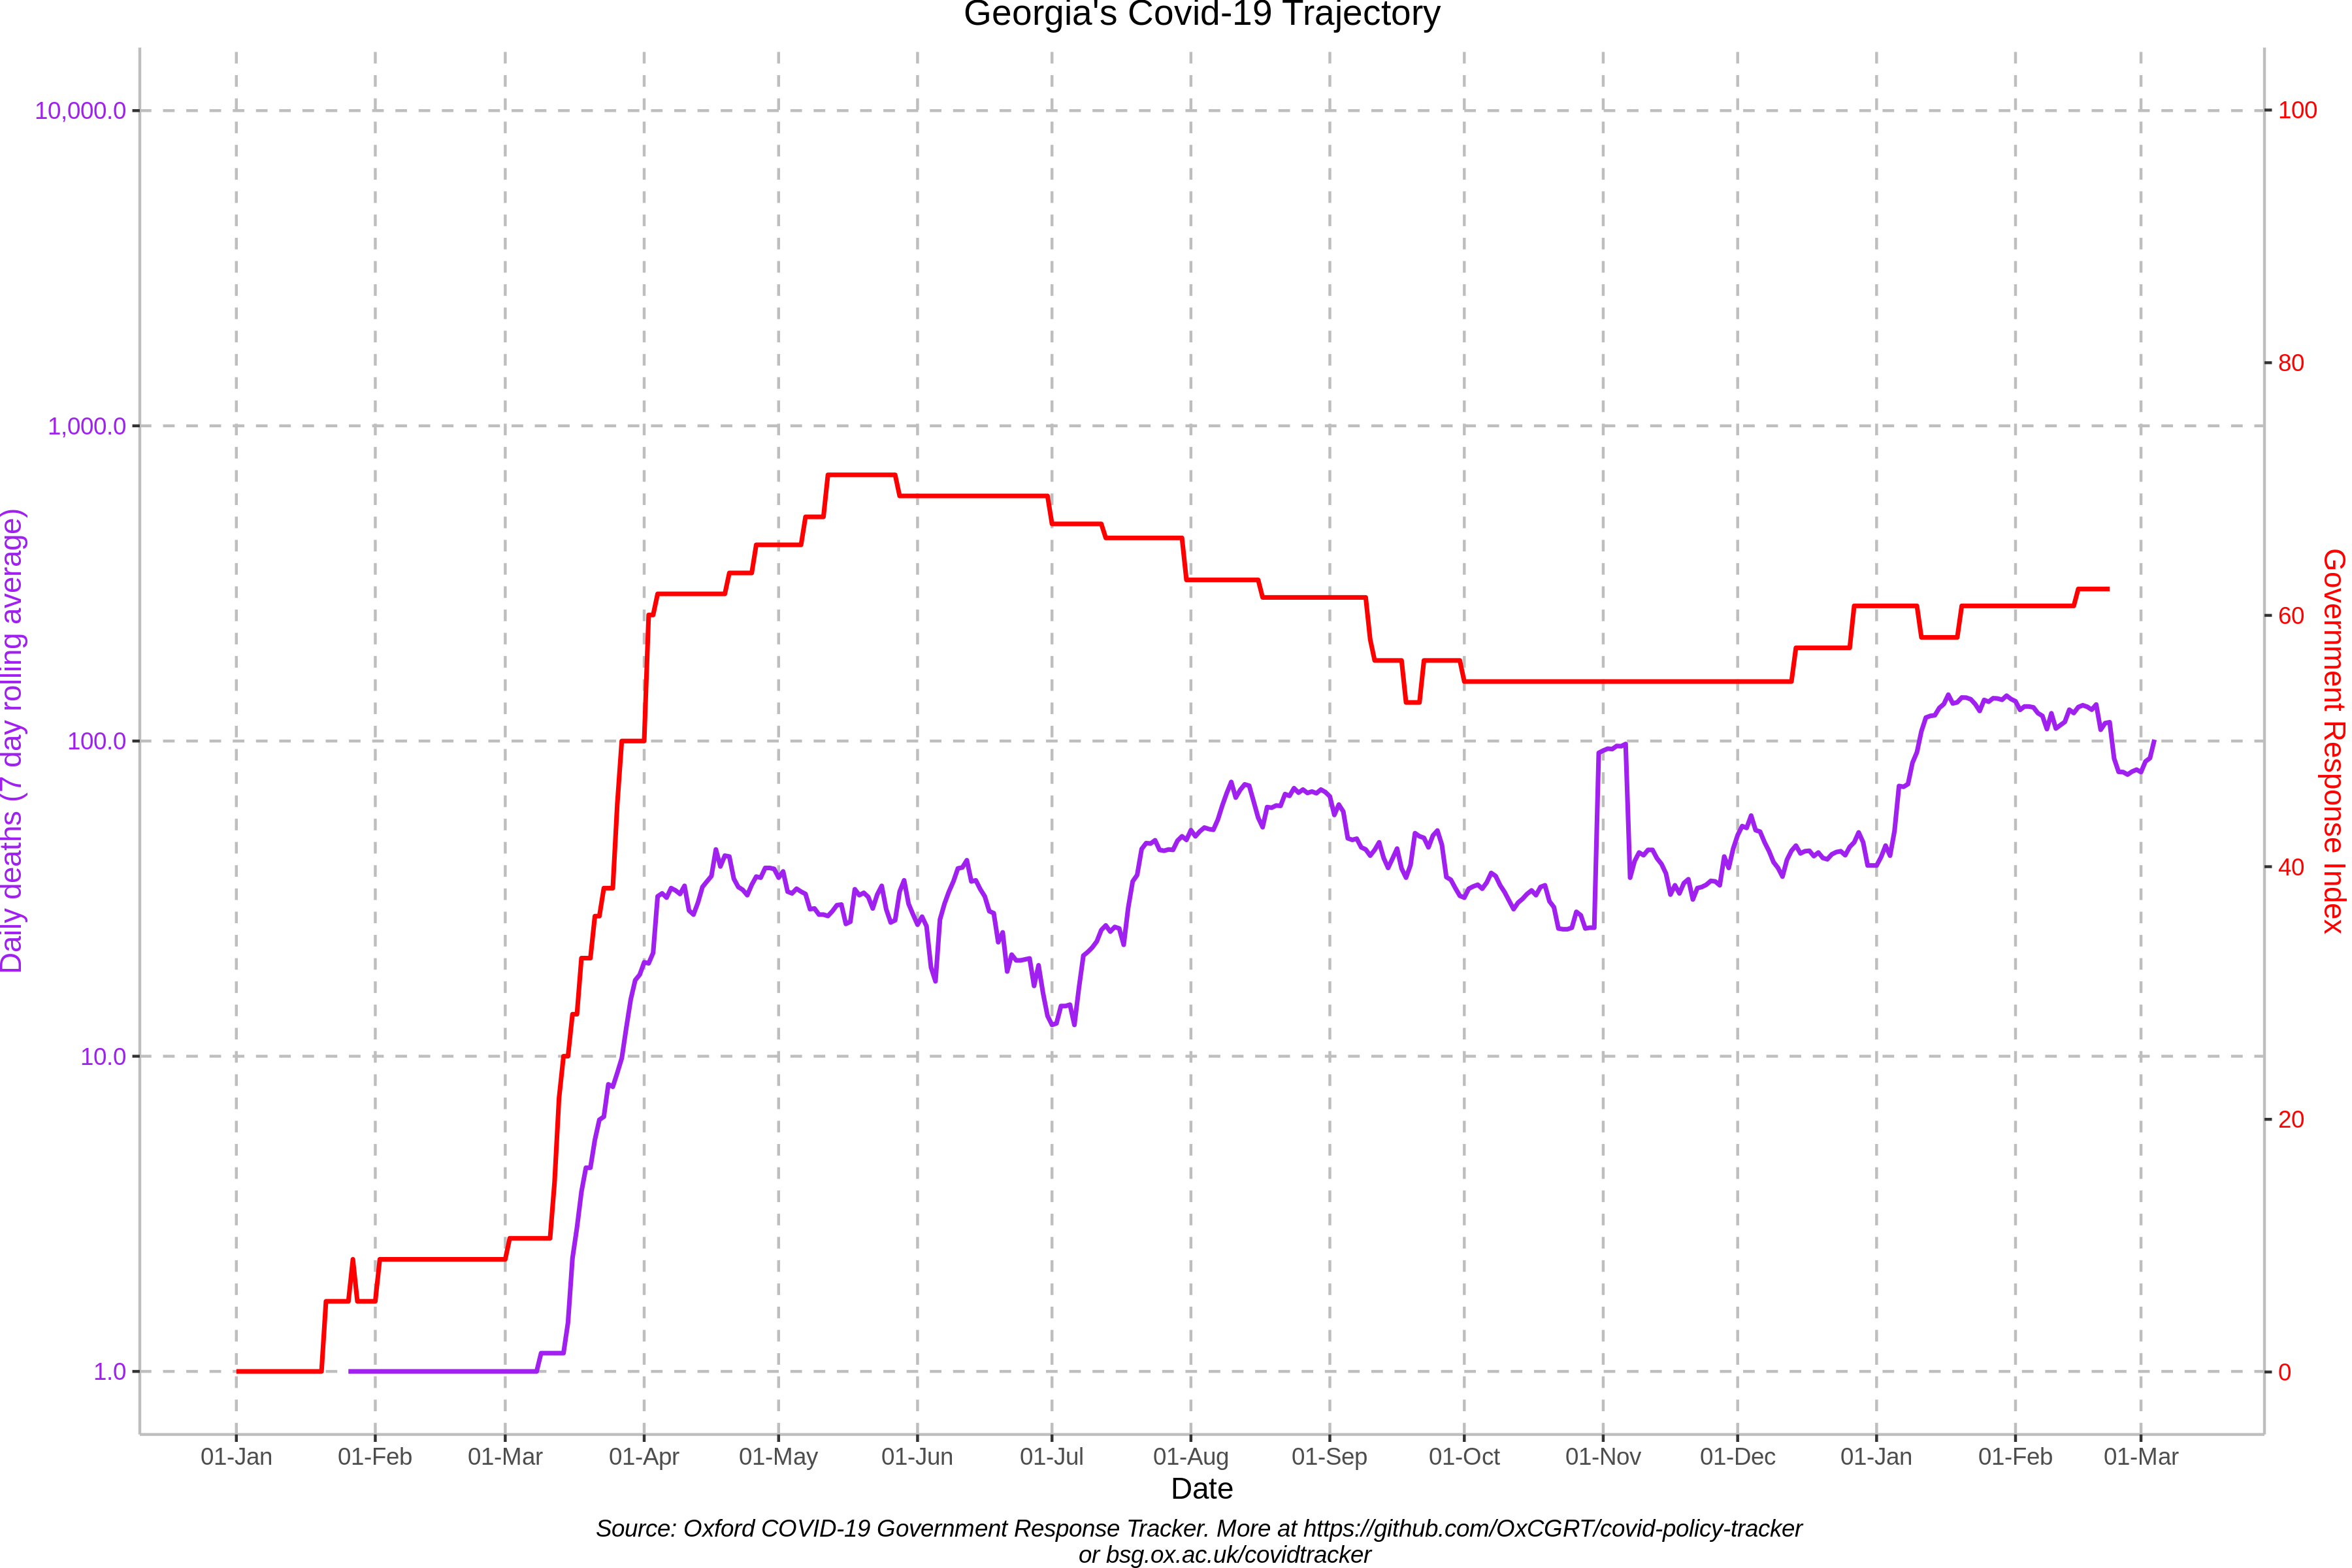 Georgia's Covid-19 Trajectory
Daily deaths (7 day rolling average)
10,000.0
1,000.0
100.0
10.0
1.0
100
80
60
40
20
0
Government Response Index
01-Jan
01-Feb
01-Mar
01-Apr
01-May
01-Jun
01-Jul
01-Aug
01-Sep
01-Oct
01-Nov
01-Dec
01-Jan
01-Feb
01-Mar
Date
Source: Oxford COVID-19 Government Response Tracker. More at https://github.com/OxCGRT/covid-policy-tracker
or bsg.ox.ac.uk/covidtracker